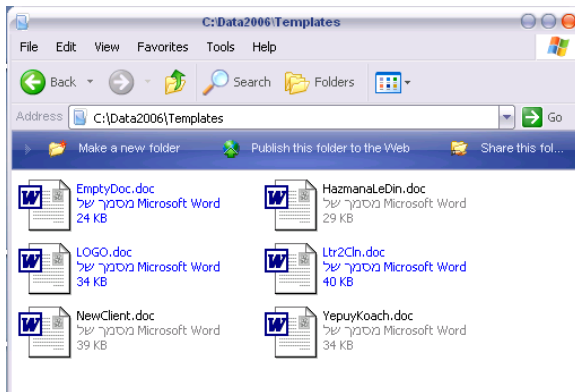 C:\Data2006\Templates
File Edit View Favorites Tools Help
Back Search Folders
Address C:\Data2006\Templates Go
Make a new folder Publish this folder to the Web Share this fol...
EmptyDoc.doc
מסמך של Microsoft Word
24 KB
HazmanaLeDin.doc
מסמך של Microsoft Word
29 KB
LOGO.doc
מסמך של Microsoft Word
34 KB
Ltr2Cln.doc
מסמך של Microsoft Word
40 KB
NewClient.doc
מסמך של Microsoft Word
39 KB
YepuyKoach.doc
מסמך של Microsoft Word
34 KB